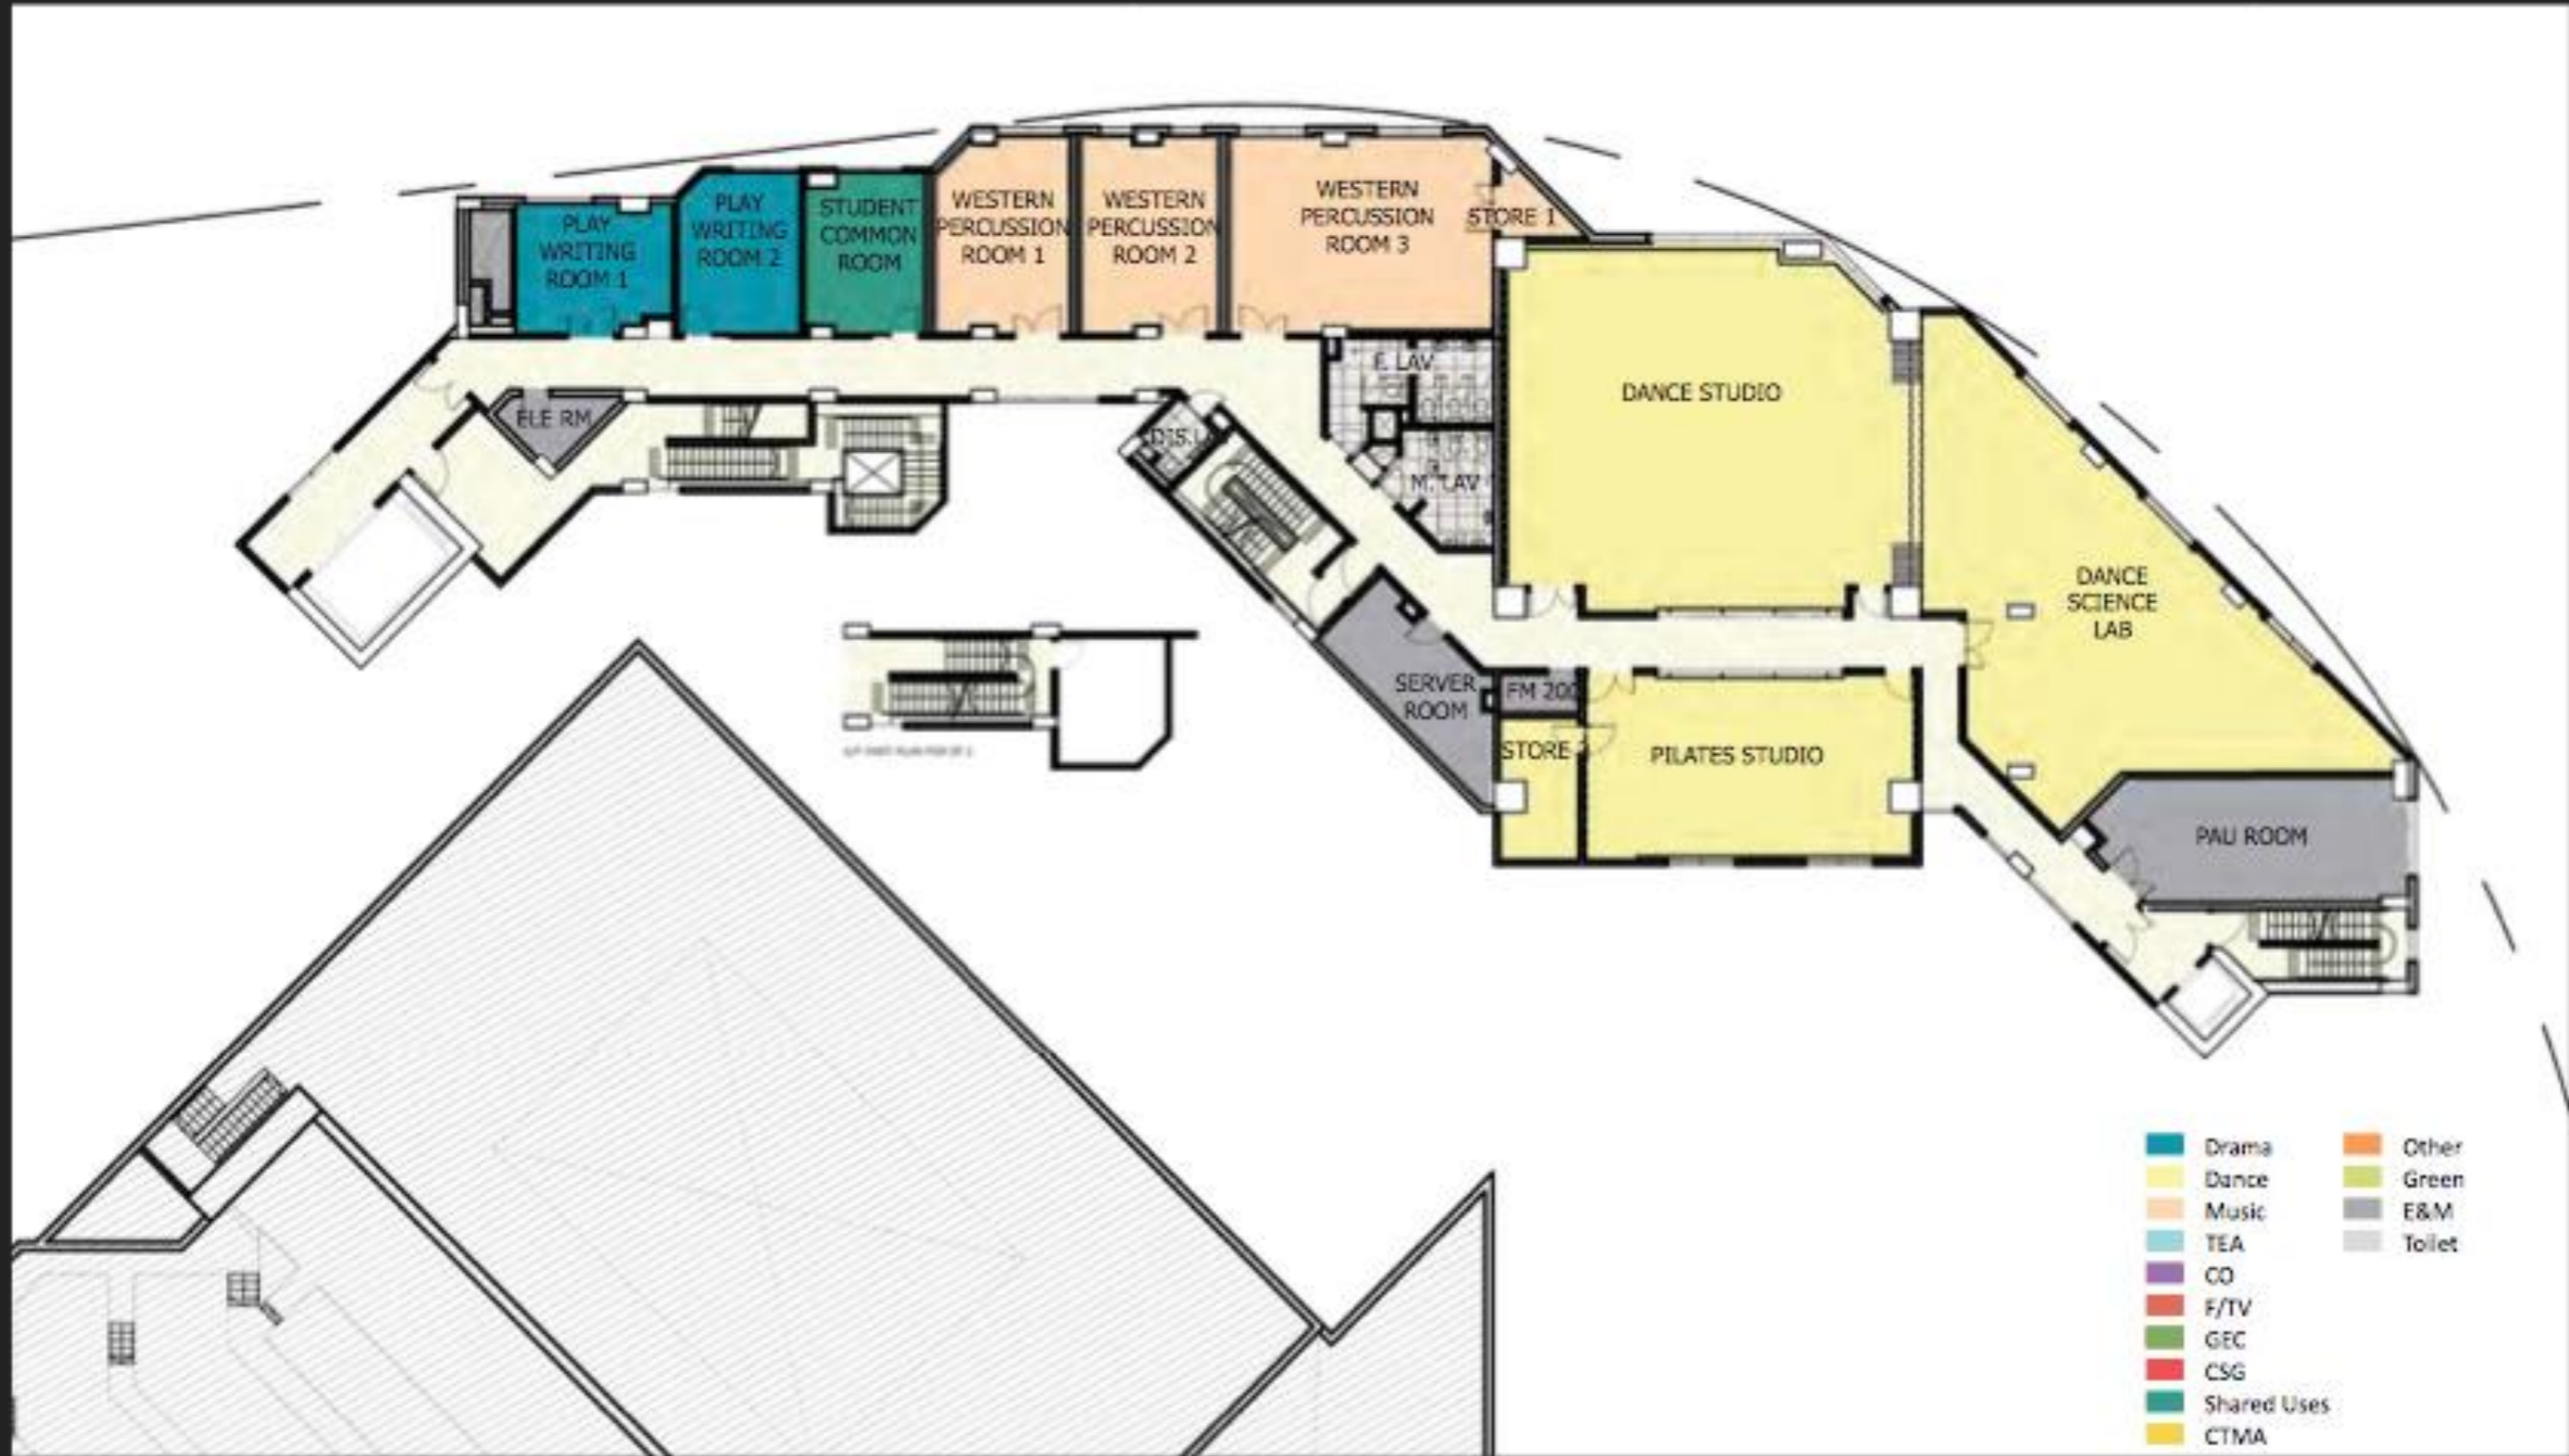 PLAY
WRITING
ROOM 1
PLAY
WRITING
ROOM 2
STUDENT
COMMON
ROOM
WESTERN
PERCUSSION
ROOM 1
WESTERN
PERCUSSION
ROOM 2
WESTERN
PERCUSSION
ROOM 3
STORE 1
ELE RM
F. LAV
M. LAV
DANCE STUDIO
DANCE
SCIENCE
LAB
SERVER
ROOM
FM 200
STORE
PILATES STUDIO
PAU ROOM
Drama
Dance
Music
TEA
CO
F/TV
GEC
CSG
Shared Uses
CTMA
Other
Green
E&M
Toilet